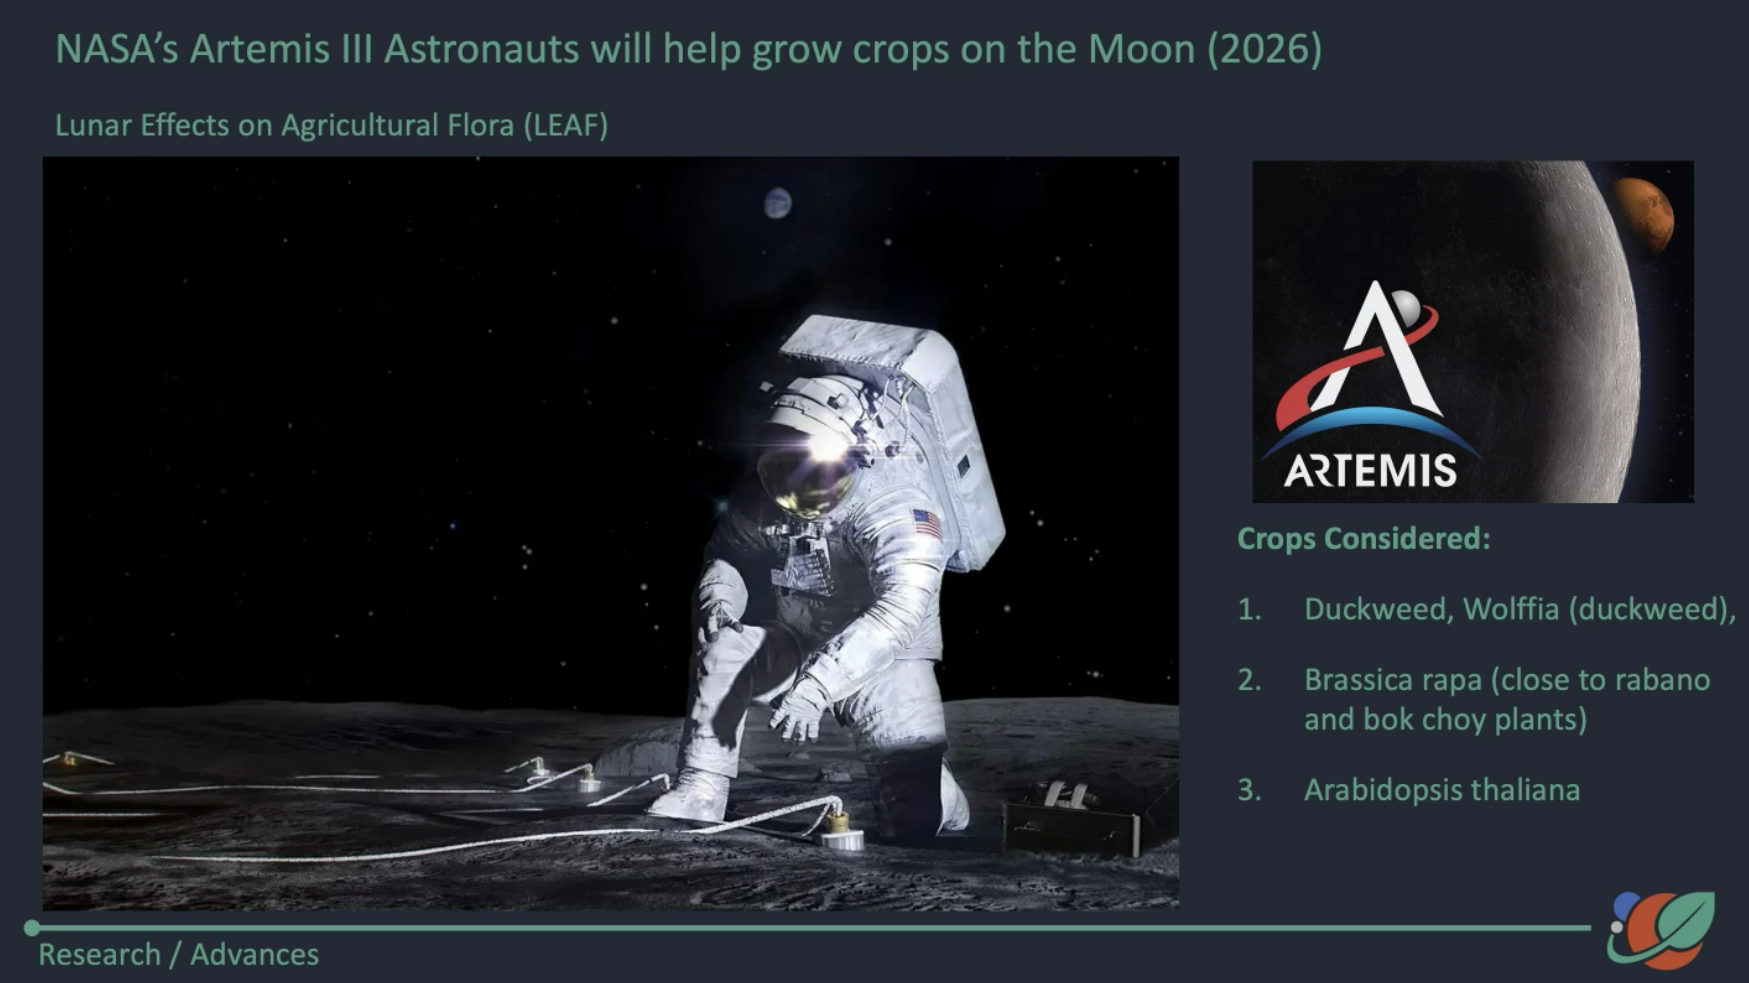 NASA's Artemis III Astronauts will help grow crops on the Moon (2026)
Lunar Effects on Agricultural Flora (LEAF)
ARTEMIS
Crops Considered:
1. Duckweed, Wolffia (duckweed),
2. Brassica rapa (close to rabano
and bok choy plants)
3. Arabidopsis thaliana
Research / Advances